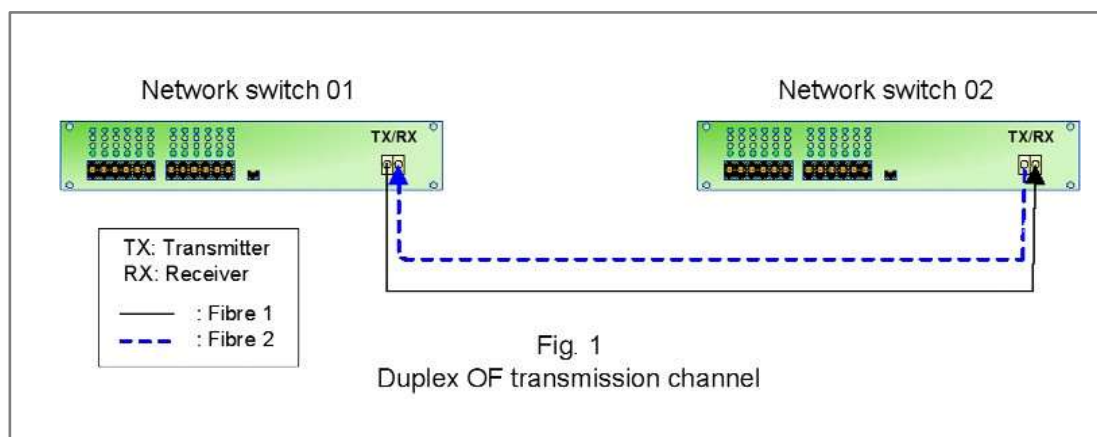 Network switch 01
Network switch 02
TX/RX
TX/RX
TX: Transmitter
RX: Receiver
: Fibre 1
: Fibre 2
Fig. 1
Duplex OF transmission channel